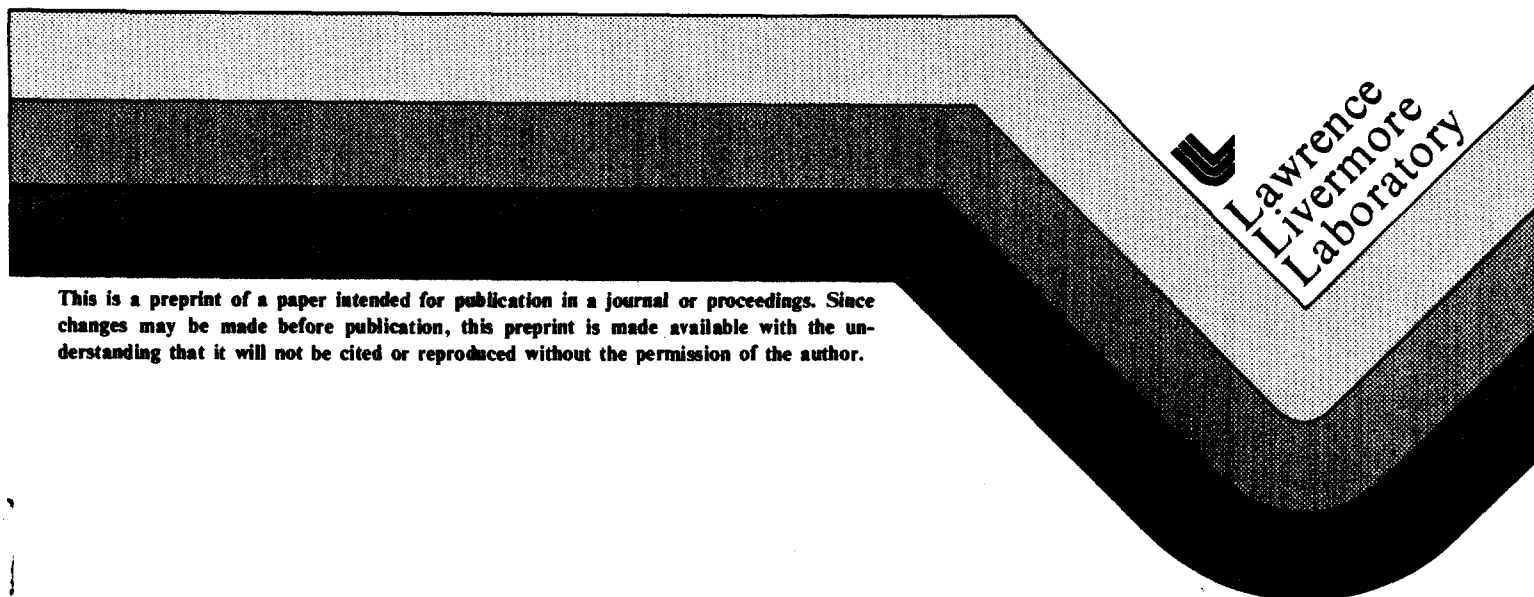 Lawrence
Livermore
Laboratory
This is a preprint of a paper intended for publication in a journal or proceedings. Since
changes may be made before publication, this preprint is made available with the un-
derstanding that it will not be cited or reproduced without the permission of the author.